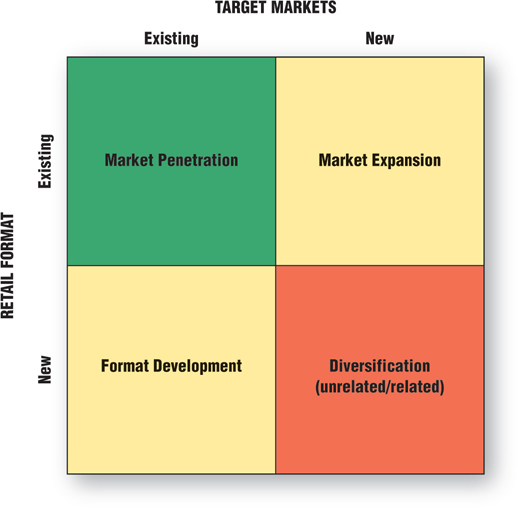 TARGET MARKETS
Existing
New
RETAIL FORMAT
Existing
Market Penetration
Market Expansion
New
Format Development
Diversification
(unrelated/related)